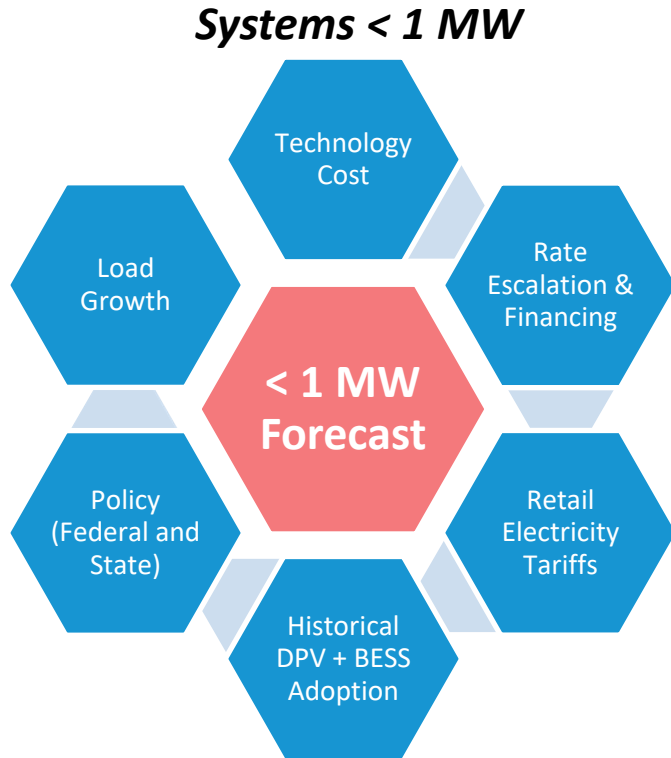 Systems < 1 MW
Technology
Cost
Rate
Escalation &
Financing
Retail
Electricity
Tariffs
Historical
DPV + BESS
Adoption
Policy
(Federal and
State)
Load
Growth
< 1 MW
Forecast